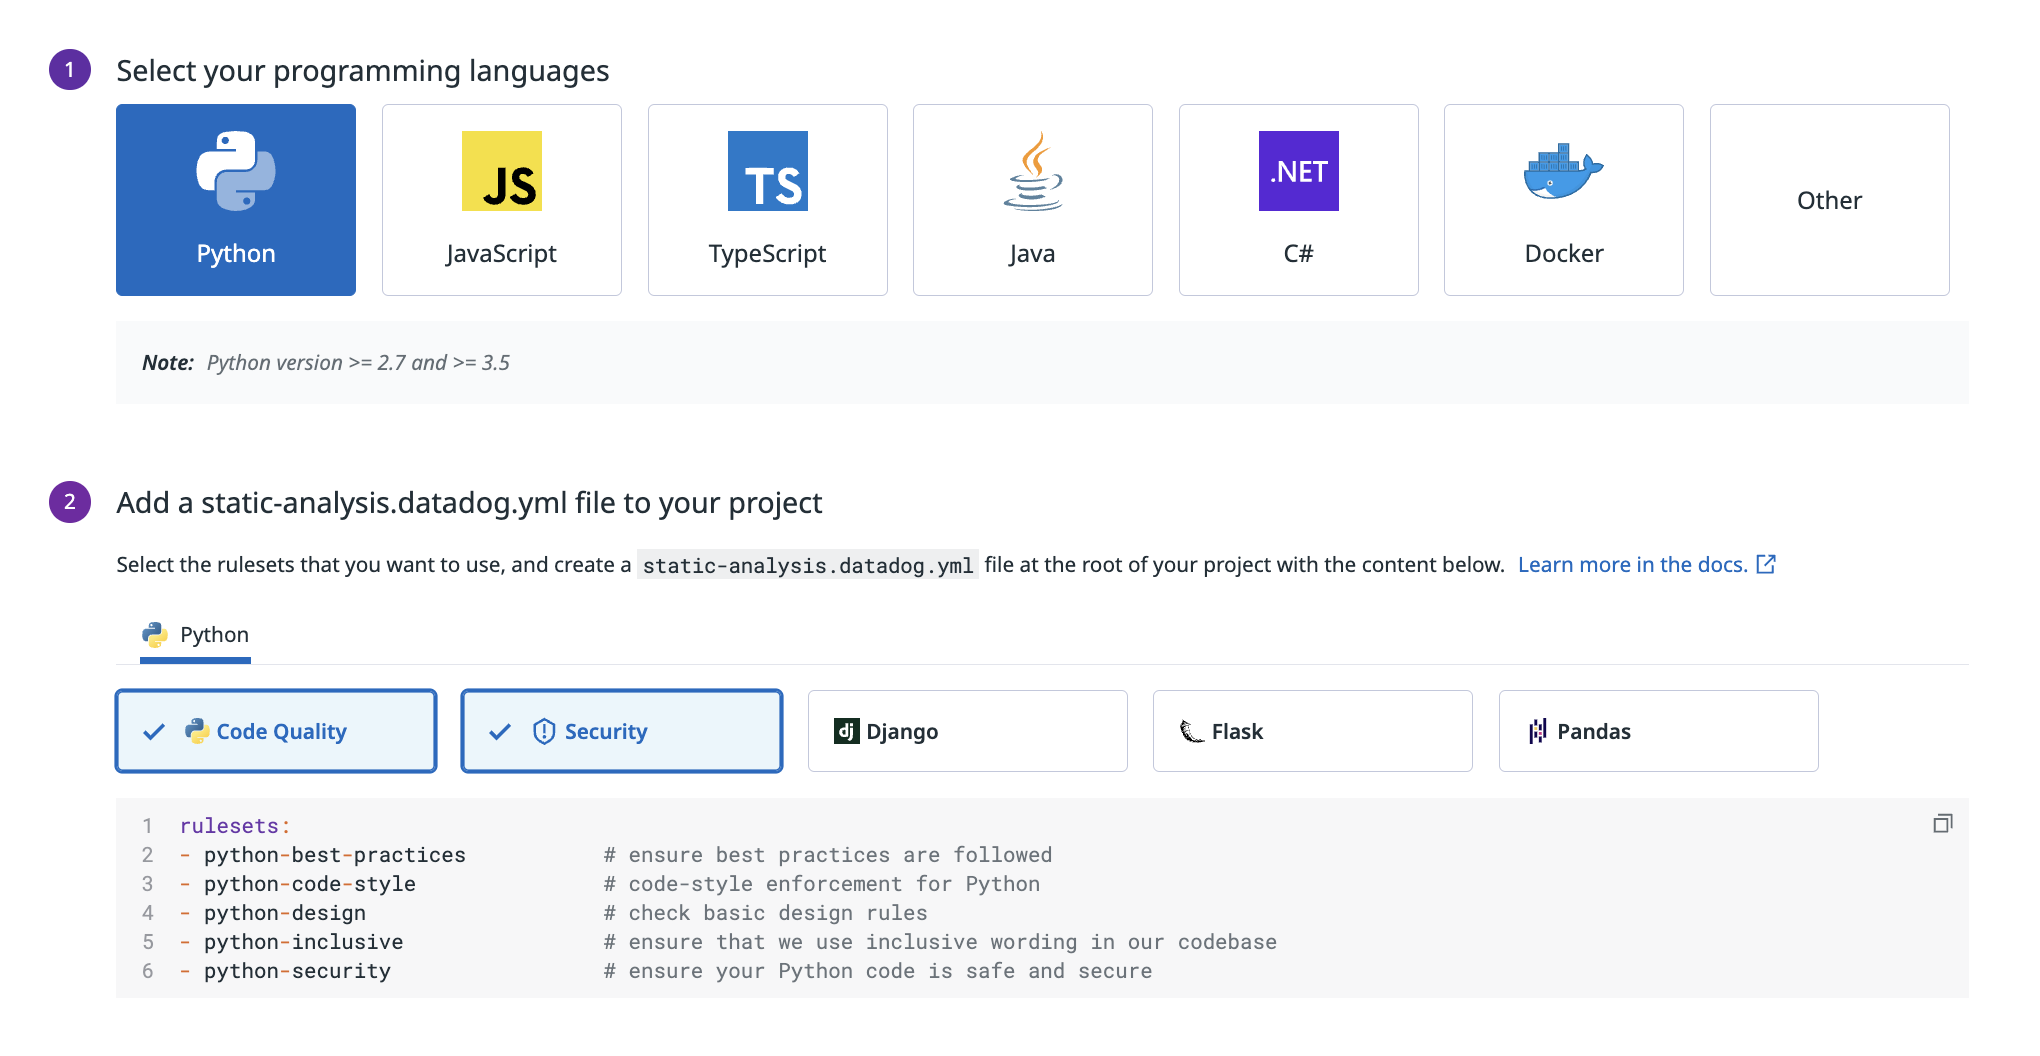 1 Select your programming languages
JS TS .NET
Python JavaScript TypeScript Java C# Docker Other
Note: Python version >= 2.7 and >= 3.5
2 Add a static-analysis.datadog.yml file to your project
Select the rulesets that you want to use, and create a static-analysis.datadog.yml file at the root of your project with the content below. Learn more in the docs.
Python
Code Quality Security dj Django Flask Pandas
1 rulesets:
2 - python-best-practices # ensure best practices are followed
3 - python-code-style # code-style enforcement for Python
4 - python-design # check basic design rules
5 - python-inclusive # ensure that we use inclusive wording in our codebase
6 - python-security # ensure your Python code is safe and secure